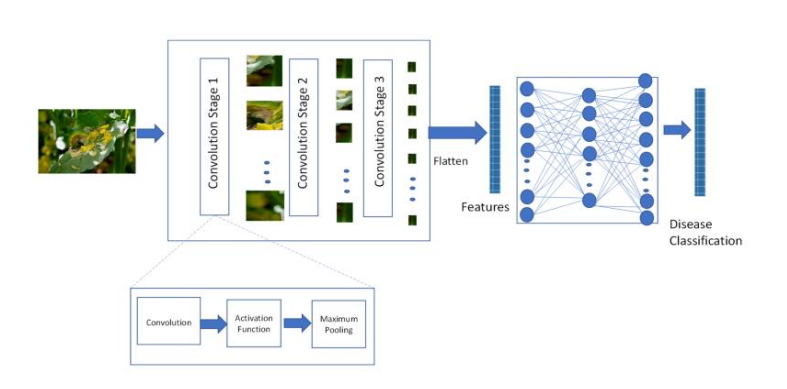 Convolution Stage 1
Convolution Stage 2
Convolution Stage 3
Flatten
Features
Disease
Classification
Convolution
Activation
Function
Maximum
Pooling